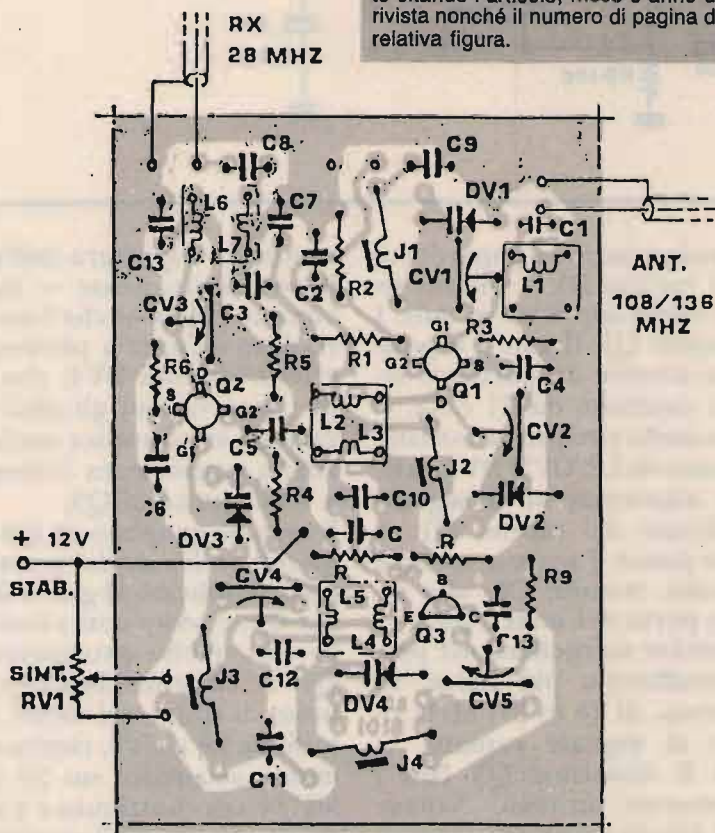 rivista nonché il numero di pagina d
relativa figura.
RX
28 MHZ
C8
C9
L6
C7
DV1
C1
L7
J1
C13
C2
R2
CV1
L1
ANT.
108/136
MHZ
CV3
C3
R6
R5
R1
R3
D
Q2
S
G2
G1
G1
G2
S
Q1
D
C4
L2
L3
CV2
C5
J2
C6
R4
C10
DV2
DV3
C
+ 12V
STAB.
CV4
R
R
R9
L5
L4
B
E
C
Q3
C13
SINT.
RV1
J3
C12
DV4
CV5
C11
J4